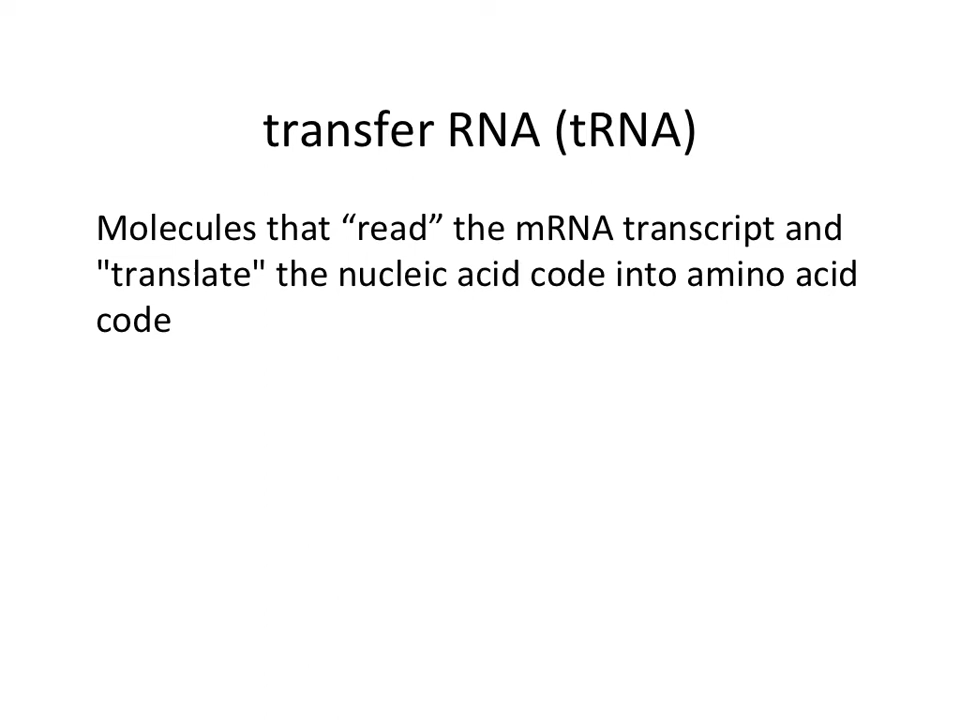 transfer RNA (tRNA)
Molecules that “read” the mRNA transcript and
"translate" the nucleic acid code into amino acid
code